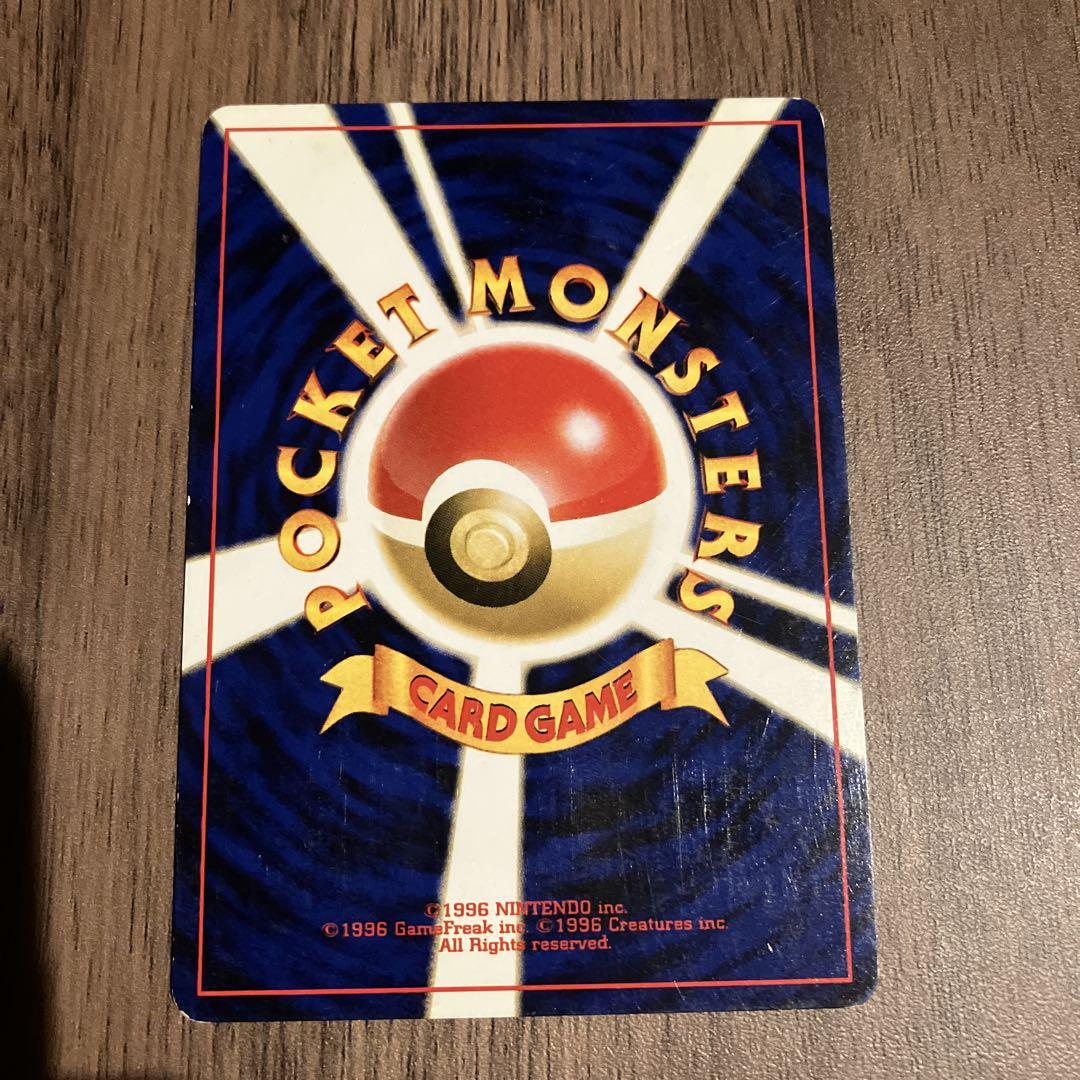 POCKET MONSTERS
CARD GAME
©1996 NINTENDO inc.
©1996 GameFreak inc. ©1996 Creatures inc.
All Rights reserved.